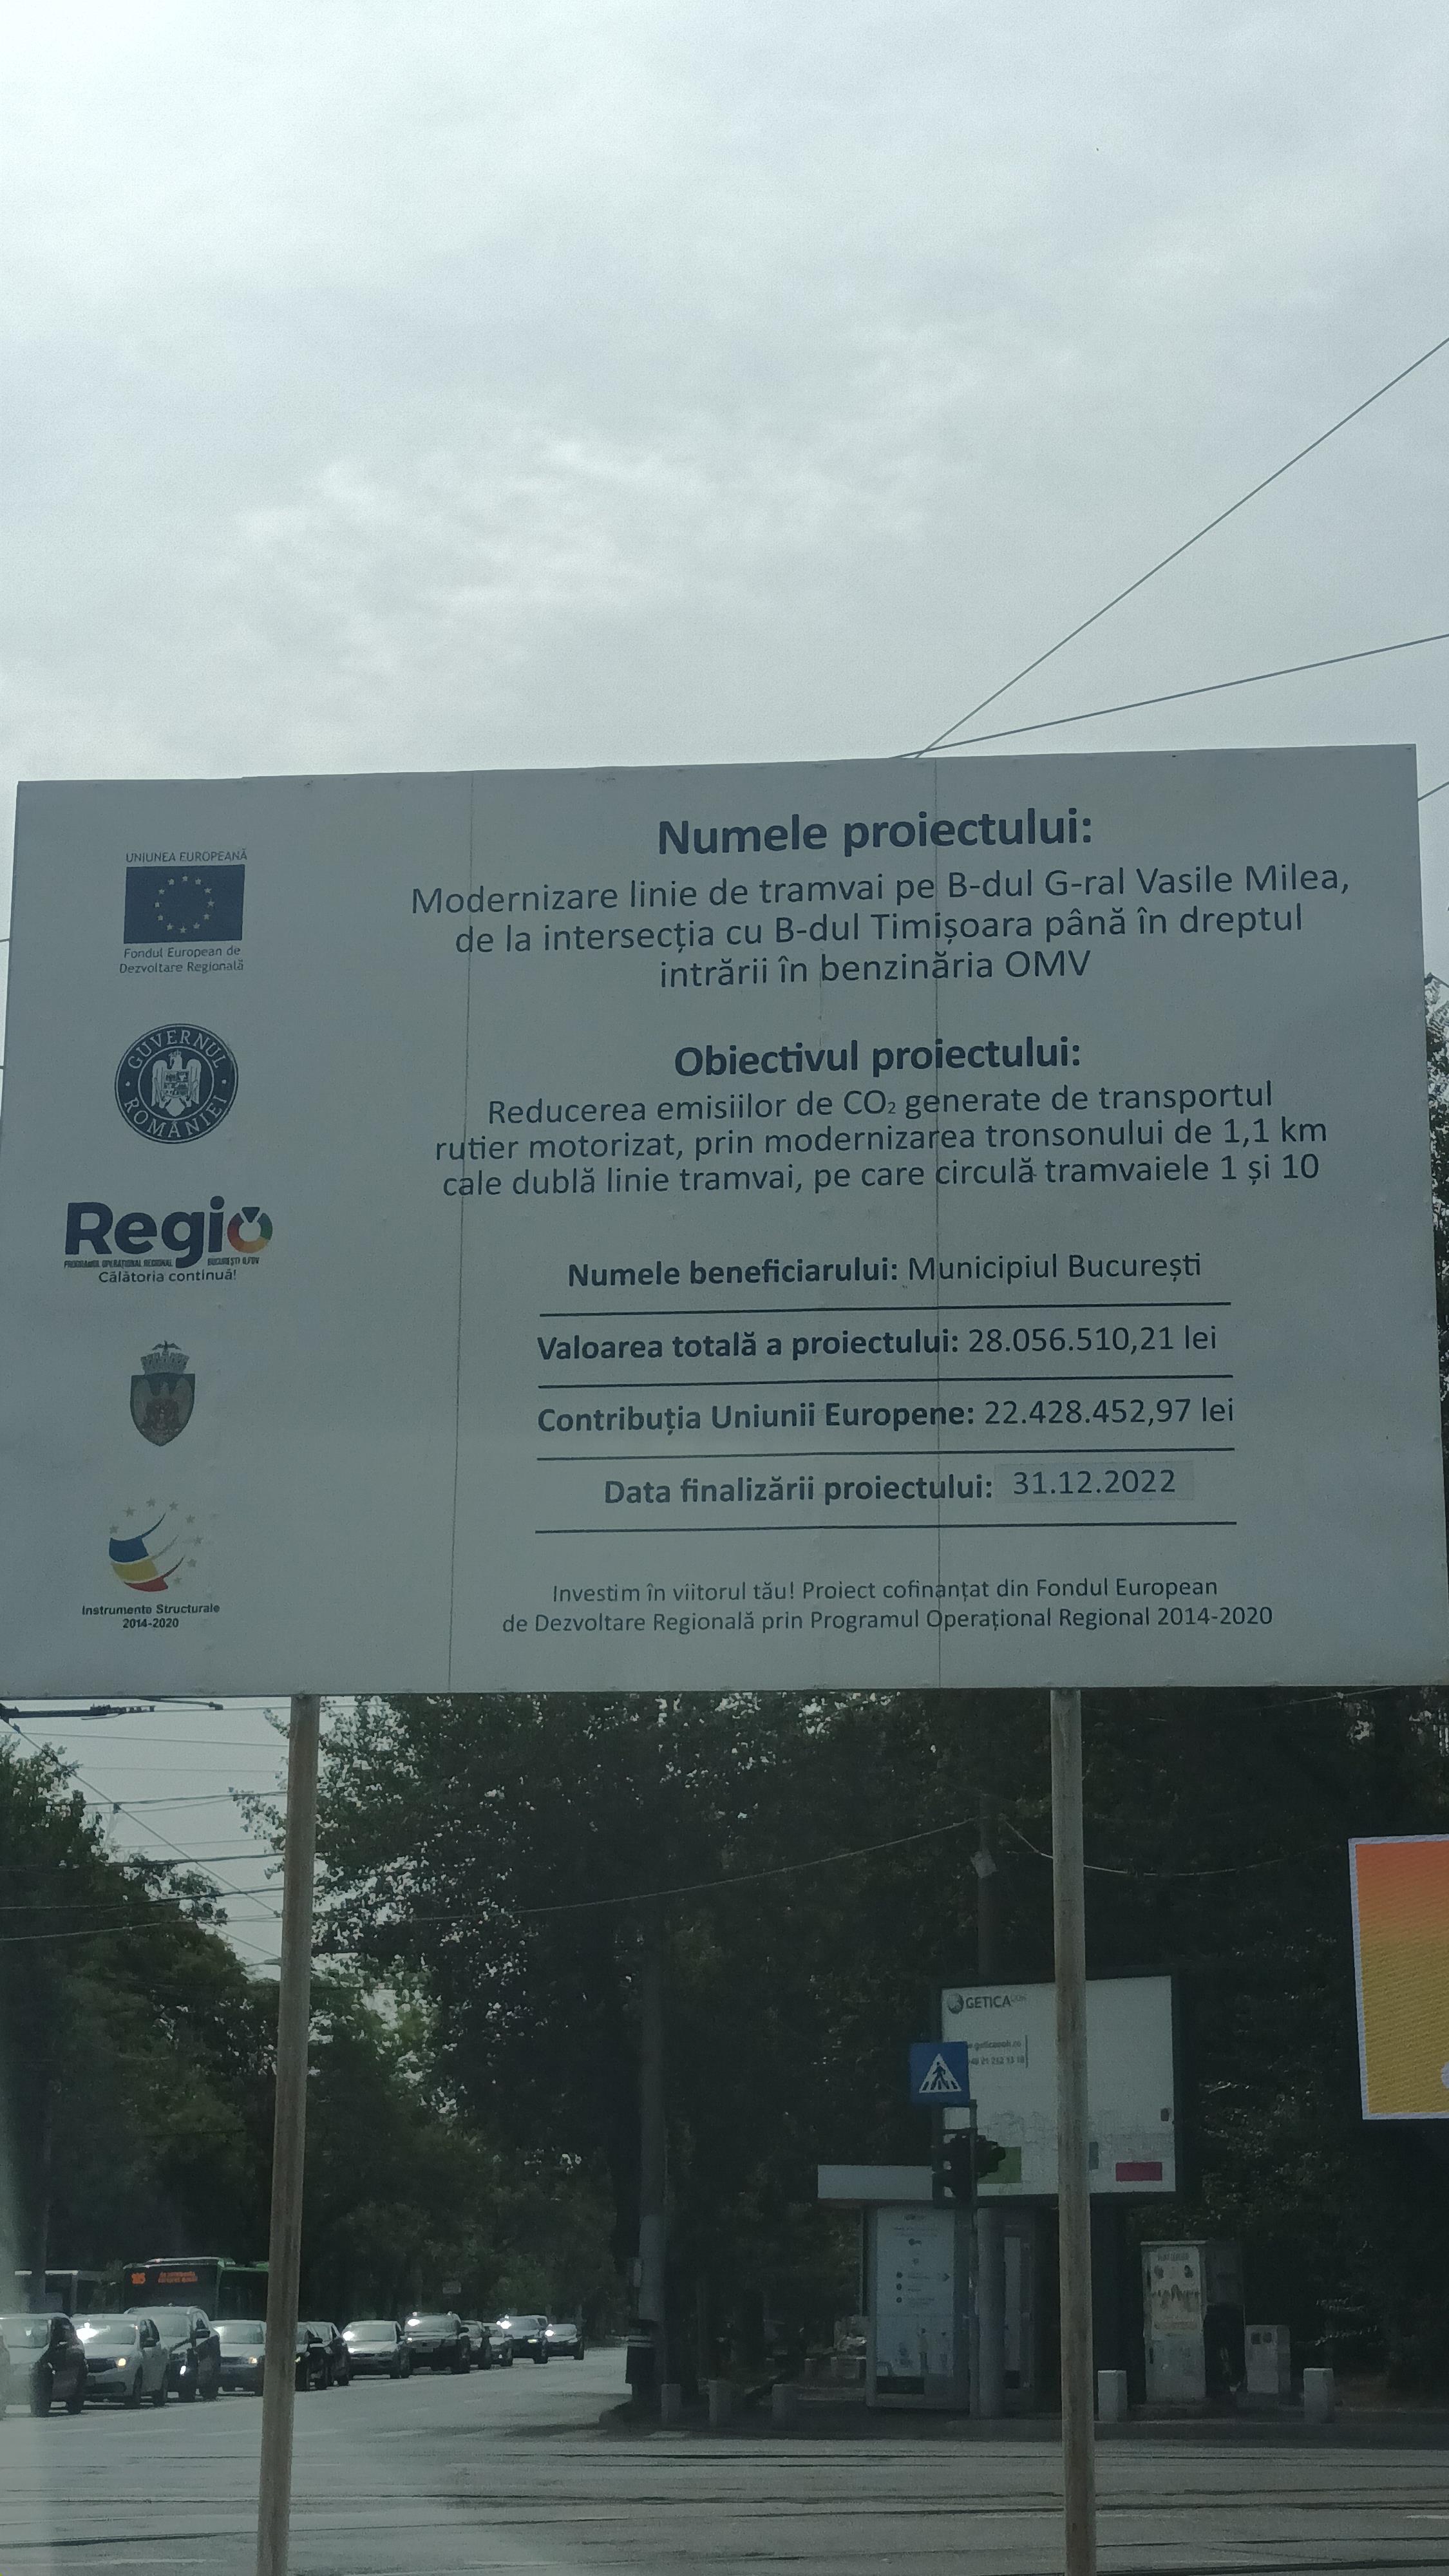 UNIUNEA EUROPEANĂ
Fondul European de
Dezvoltare Regională
GUVERNUL ROMÂNIEI
Regio
PROGRAMUL OPERAȚIONAL REGIONAL
Călătoria continuă!
Instrumente Structurale
2014-2020
Numele proiectului:
Modernizare linie de tramvai pe B-dul G-ral Vasile Milea,
de la intersecția cu B-dul Timișoara până în dreptul
intrării în benzinăria OMV
Obiectivul proiectului:
Reducerea emisiilor de CO₂ generate de transportul
rutier motorizat, prin modernizarea tronsonului de 1,1 km
cale dublă linie tramvai, pe care circulă tramvaiele 1 și 10
Numele beneficiarului: Municipiul București
Valoarea totală a proiectului: 28.056.510,21 lei
Contribuția Uniunii Europene: 22.428.452,97 lei
Data finalizării proiectului: 31.12.2022
Investim în viitorul tău! Proiect cofinanțat din Fondul European
de Dezvoltare Regională prin Programul Operațional Regional 2014-2020
GETICA